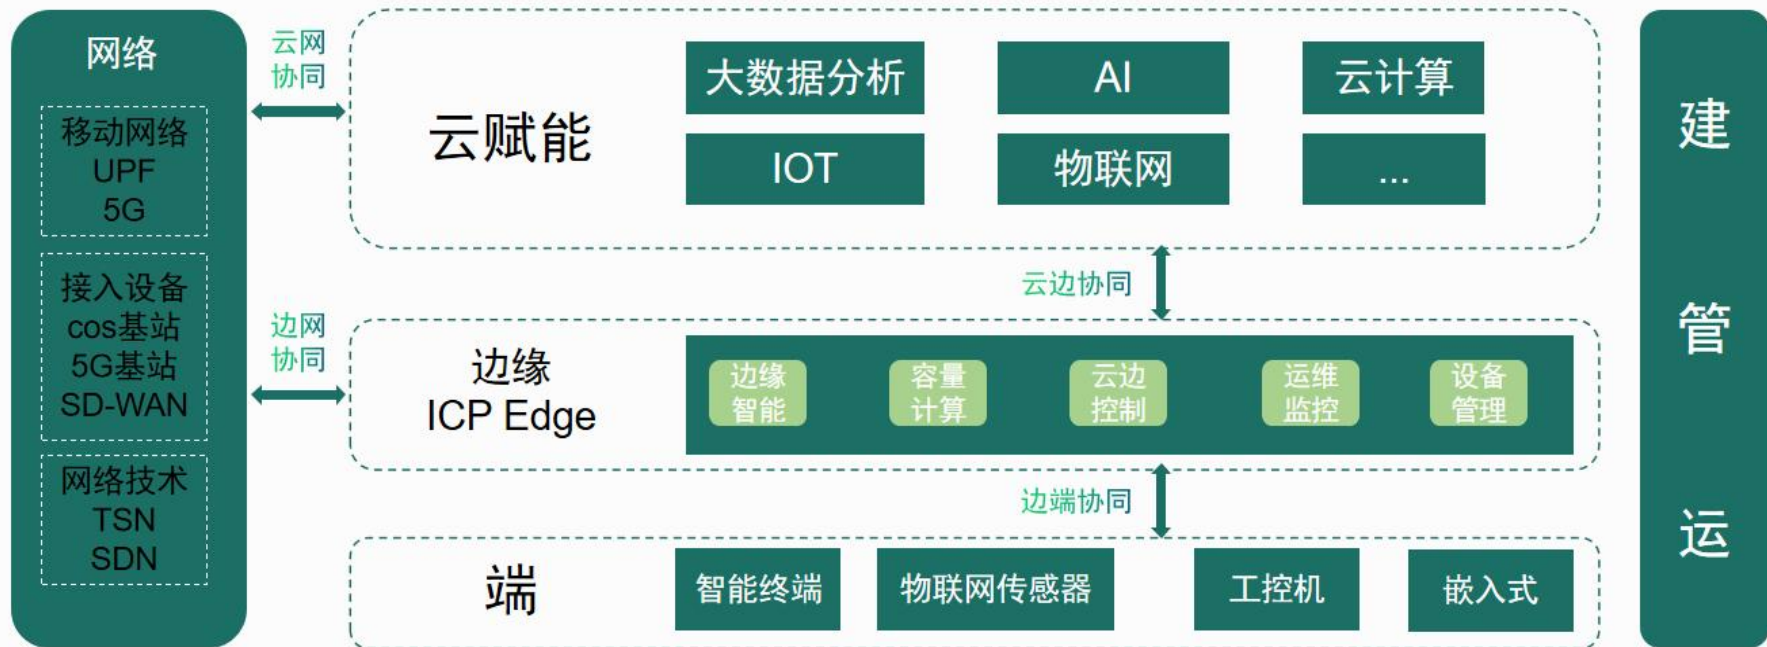 网络
移动网络
UPF
5G
接入设备
cos基站
5G基站
SD-WAN
网络技术
TSN
SDN
云网
协同
边网
协同
云赋能
大数据分析
AI
云计算
IOT
物联网
...
云边协同
边缘
ICP Edge
边缘
智能
容量
计算
云边
控制
运维
监控
设备
管理
边端协同
端
智能终端
物联网传感器
工控机
嵌入式
建
管
运